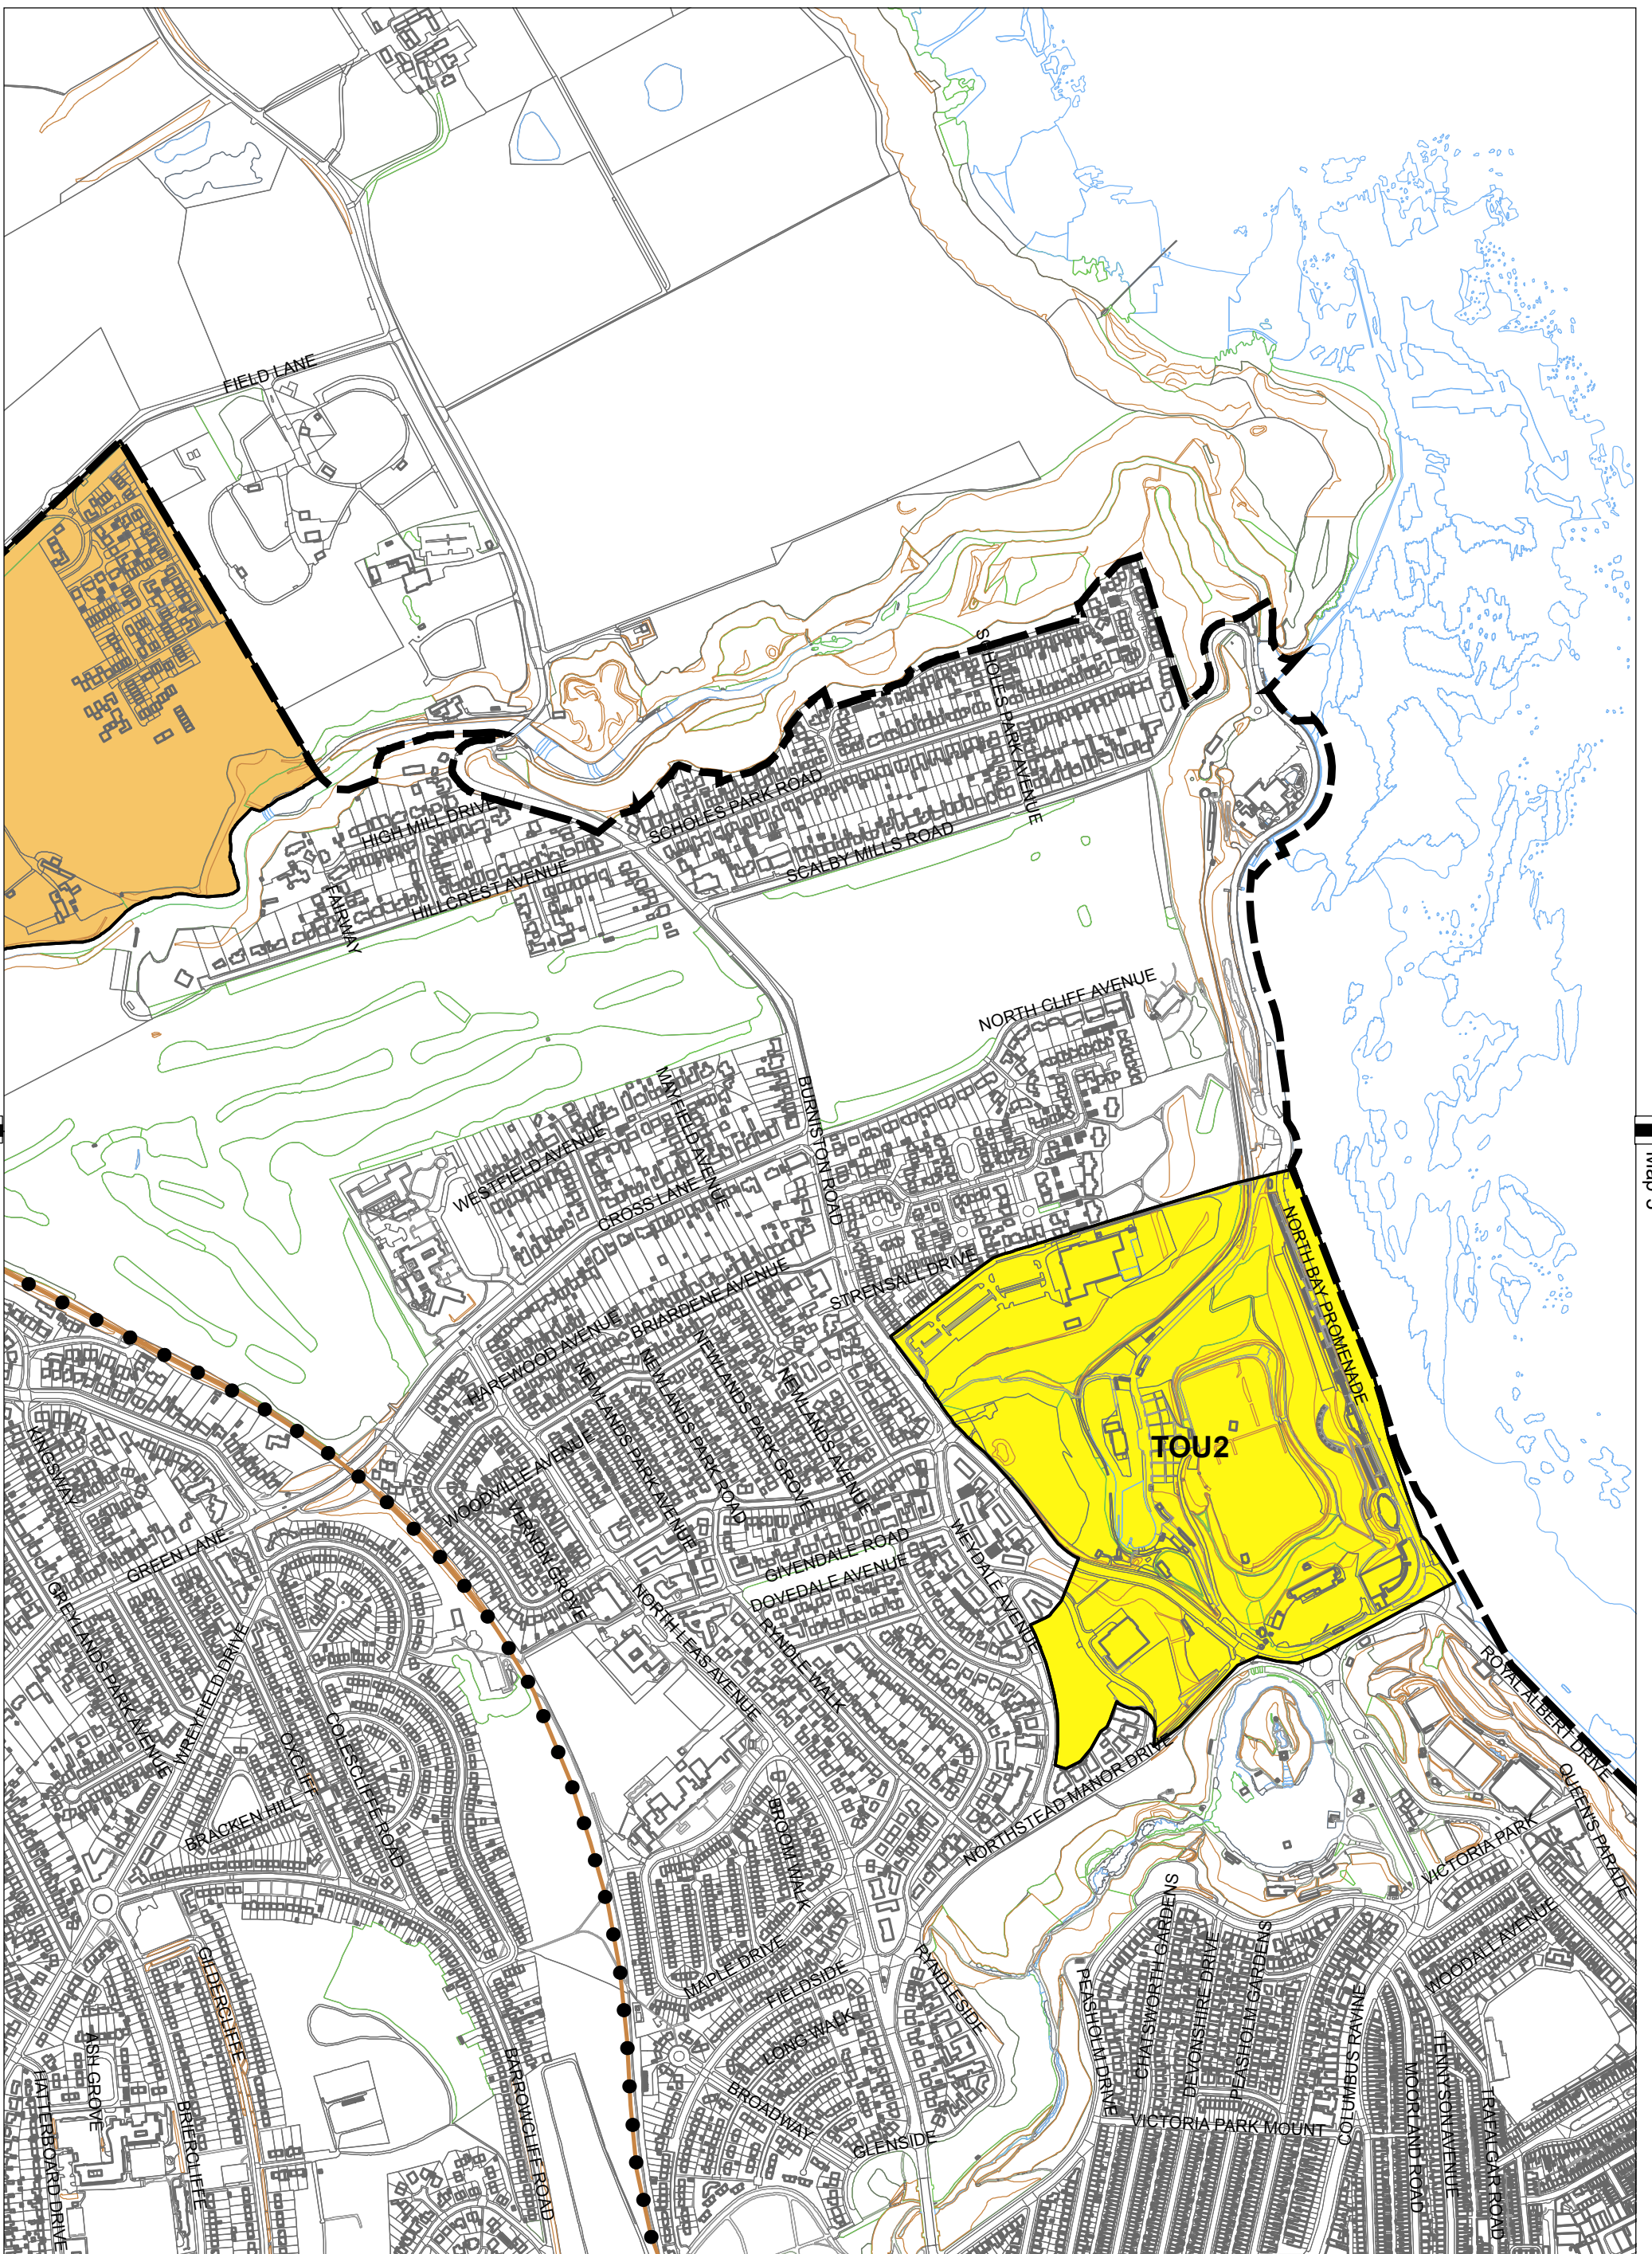 FIELD LANE
SCHOLES PARK AVENUE
HIGH MILL DRIVE
SCHOLES PARK ROAD
SCALBY MILLS ROAD
HILLCREST AVENUE
FAIRWAY
NORTH CLIFF AVENUE
MAYFIELD AVENUE
BURNISTON ROAD
WESTFIELD AVENUE
CROSS LANE
NORTH BAY PROMENADE
STRENSALL DRIVE
BRIARDENE AVENUE
HAREWOOD AVENUE
NEWLANDS PARK AVENUE
NEWLANDS PARK ROAD
NEWLANDS PARK GROVE
NEWLANDS AVENUE
TOU2
KINGSWAY
WOODVILLE AVENUE
VERNON GROVE
GREEN LANE
GIVENDALE ROAD
DOVEDALE AVENUE
WEYDALE AVENUE
NORTH LEAS AVENUE
RYNDLE WALK
GREYLANDS PARK AVENUE
WREYFIELD DRIVE
OXCLIFF
COLESCLIFFE ROAD
BRACKEN HILL
ROYAL ALBERT DRIVE
QUEEN'S PARADE
NORTHSTEAD MANOR DRIVE
VICTORIA PARK
BROOM WALK
MAPLE DRIVE
FIELDSIDE
RYNDLESIDE
LONG WALK
BROADWAY
GLENSIDE
PEASHOLM DRIVE
CHATSWORTH GARDENS
DEVONSHIRE DRIVE
PEASHOLM GARDENS
VICTORIA PARK MOUNT
COLUMBUS RAVINE
WOODALL AVENUE
MOORLAND ROAD
TENNYSON AVENUE
TRAFALGAR ROAD
GILDERCLIFFE
ASH GROVE
HATTERBOARD DRIVE
BRIERCLIFFE
BARROWCLIFF ROAD